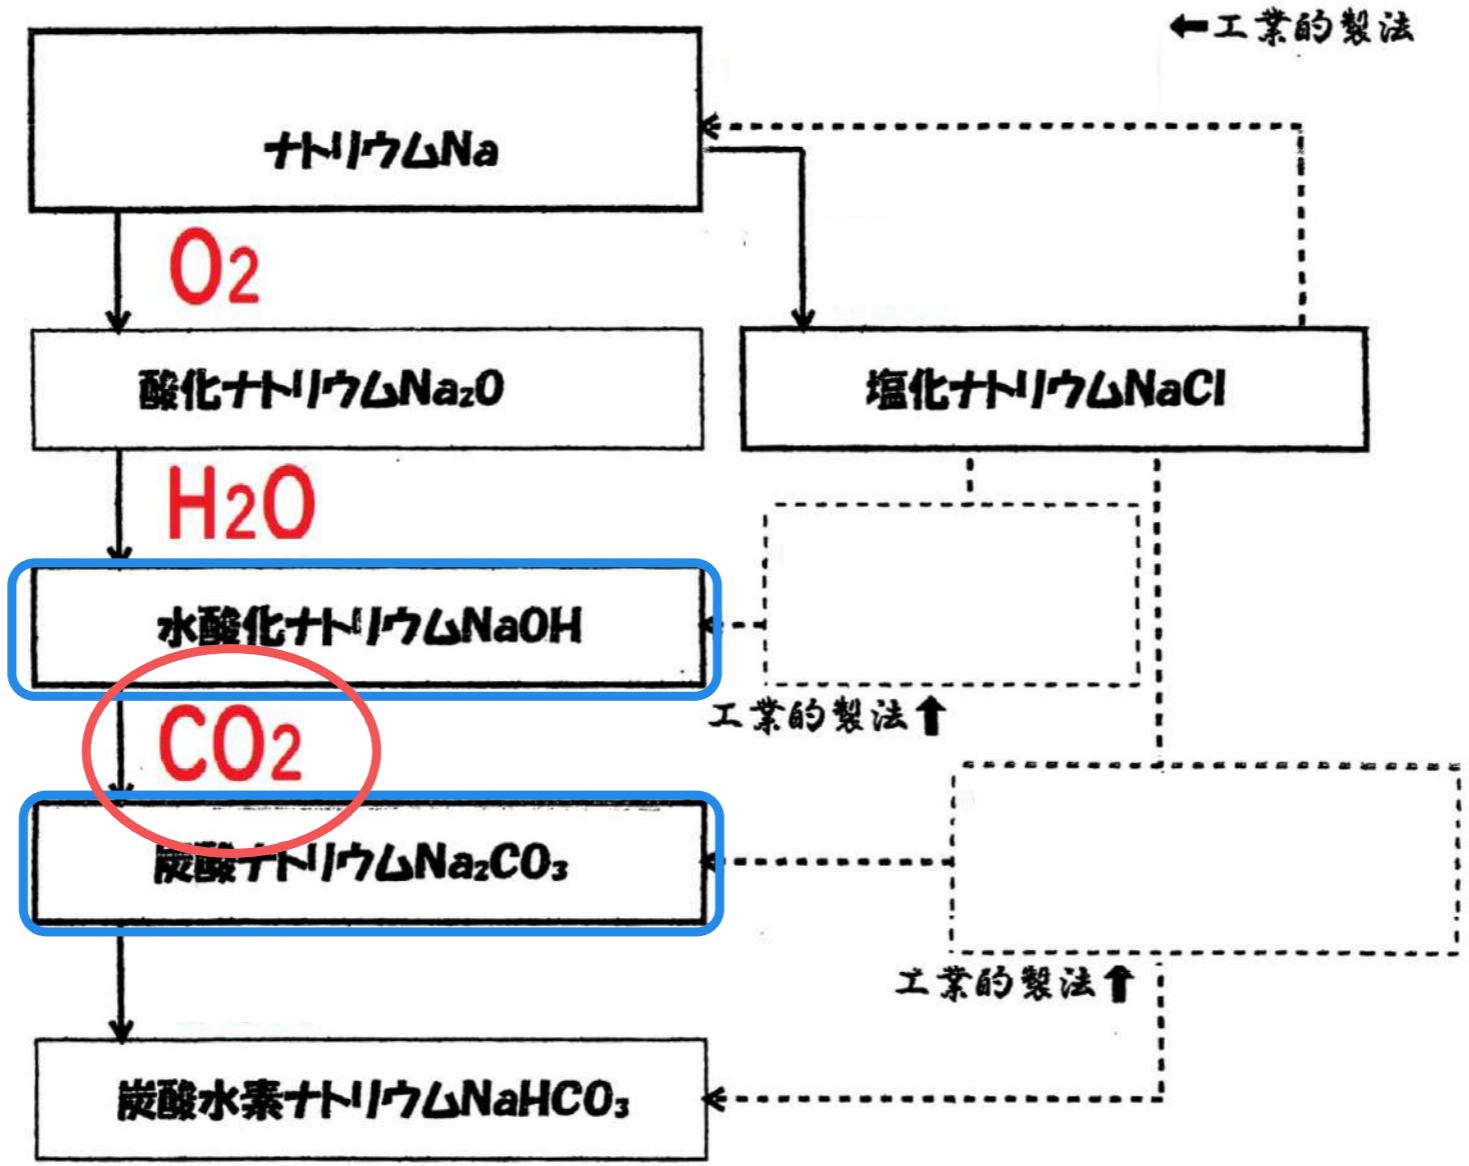 ←工業的製法
ナトリウムNa
O2
酸化ナトリウムNa₂O
塩化ナトリウムNaCl
H2O
水酸化ナトリウムNaOH
工業的製法↑
CO2
炭酸ナトリウムNa₂CO₃
工業的製法↑
炭酸水素ナトリウムNaHCO₃